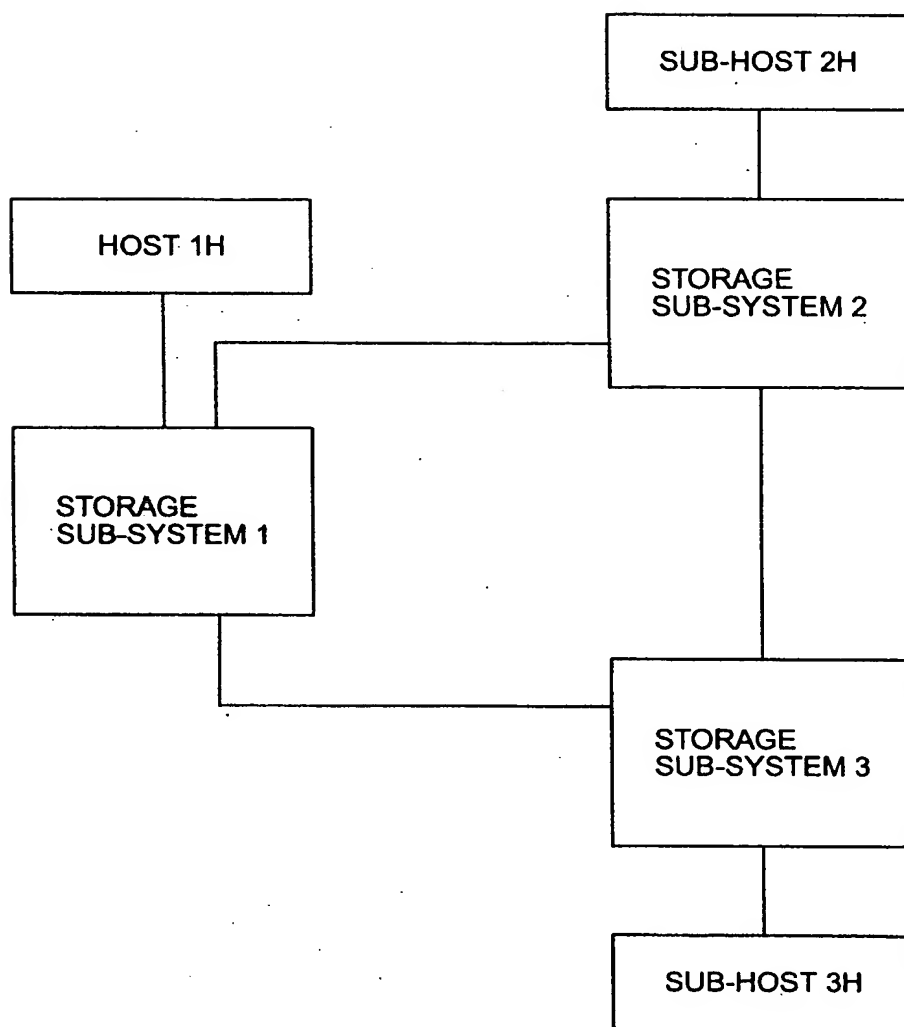 SUB-HOST 2H
HOST 1H
STORAGE
SUB-SYSTEM 2
STORAGE
SUB-SYSTEM 1
STORAGE
SUB-SYSTEM 3
SUB-HOST 3H